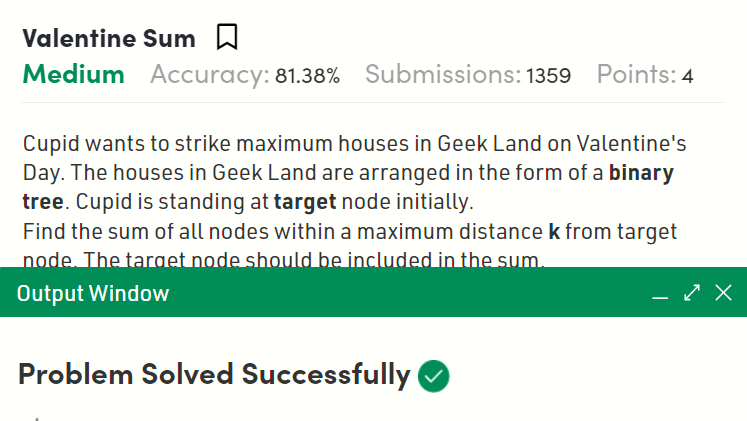 Valentine Sum
Medium Accuracy: 81.38% Submissions: 1359 Points: 4
Cupid wants to strike maximum houses in Geek Land on Valentine's
Day. The houses in Geek Land are arranged in the form of a binary
tree. Cupid is standing at target node initially.
Find the sum of all nodes within a maximum distance k from target
node. The target node should be included in the sum.
Output Window
Problem Solved Successfully